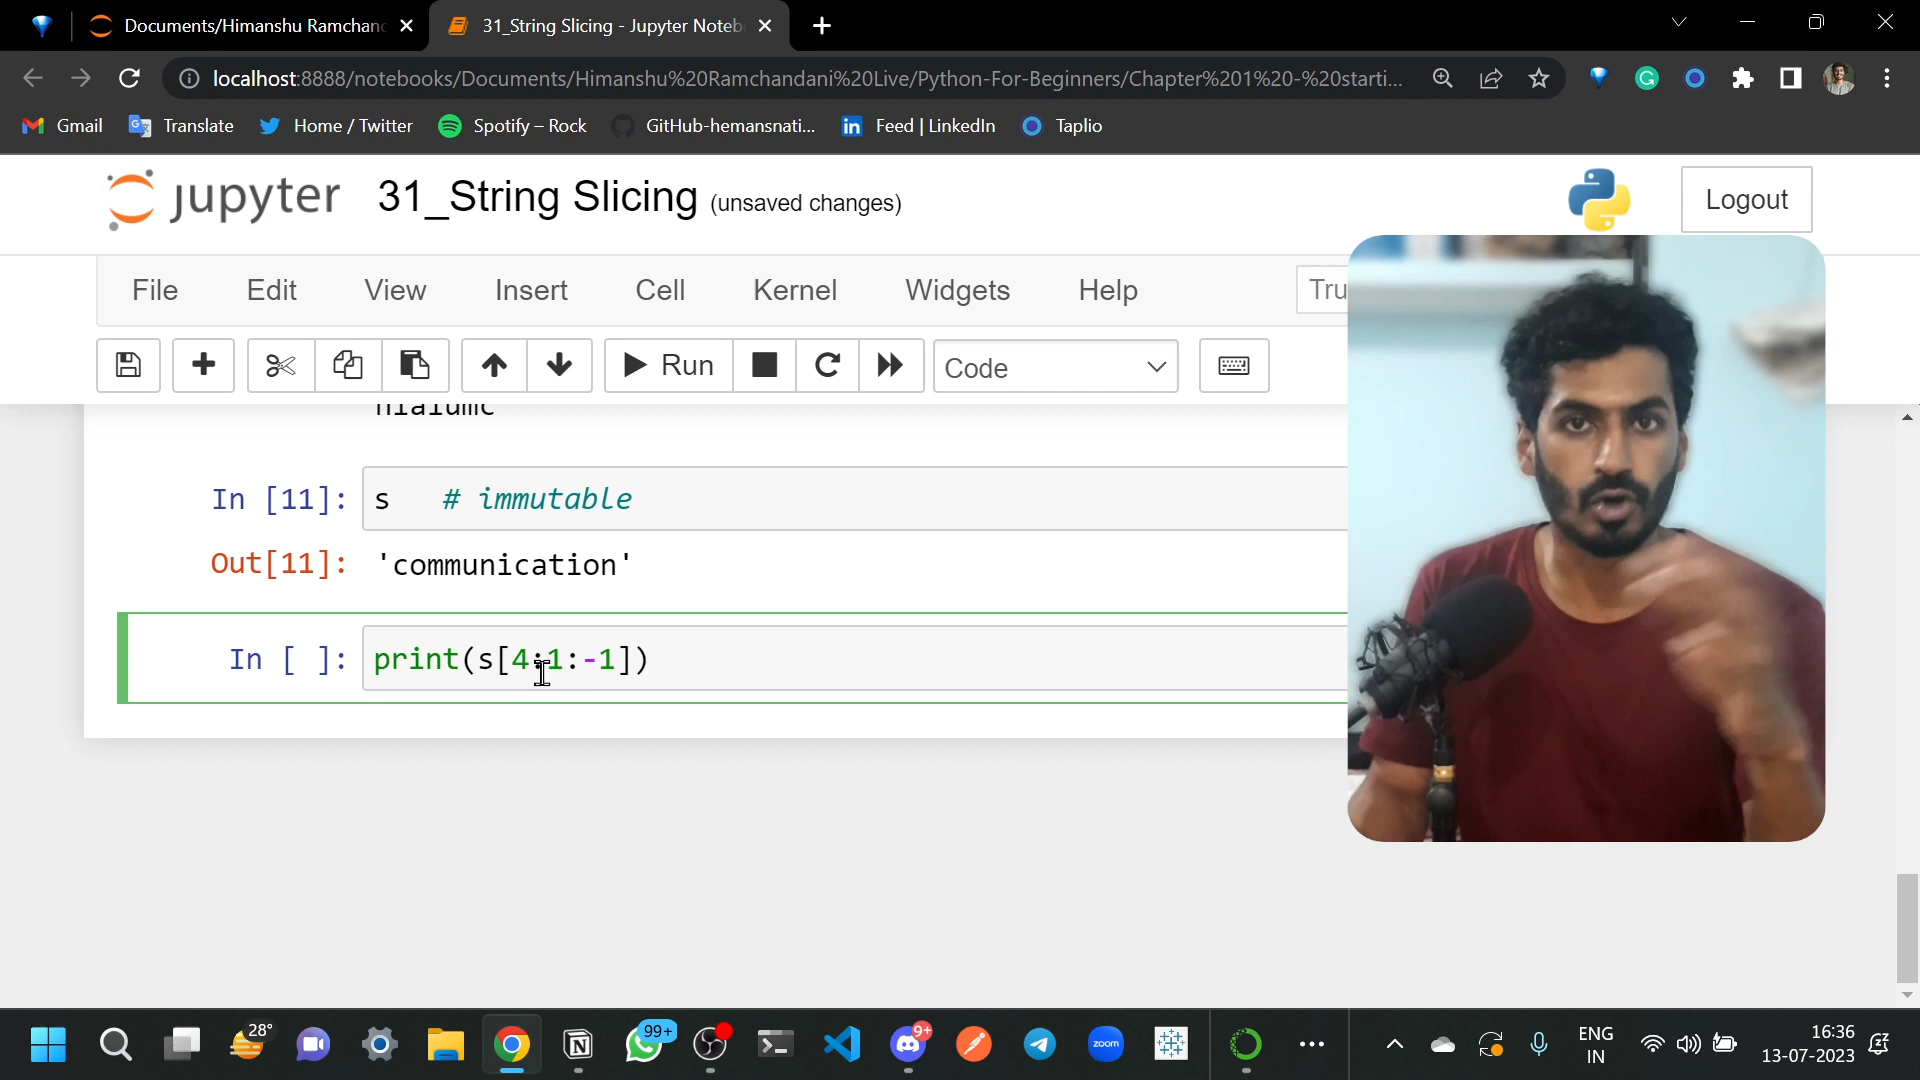 Documents/Himanshu Ramchand
31_String Slicing - Jupyter Noteb
localhost:8888/notebooks/Documents/Himanshu%20Ramchandani%20Live/Python-For-Beginners/Chapter%201%20-%20starti...
Gmail
Translate
Home / Twitter
Spotify – Rock
GitHub-hemansnati...
Feed | LinkedIn
Taplio
jupyter 31_String Slicing (unsaved changes)
Logout
File Edit View Insert Cell Kernel Widgets Help Tru
Run
Code
In [11]: s # immutable
Out[11]: 'communication'
In [ ]: print(s[4:1:-1])
28°
99+
9+
zoom
ENG
IN
16:36
13-07-2023